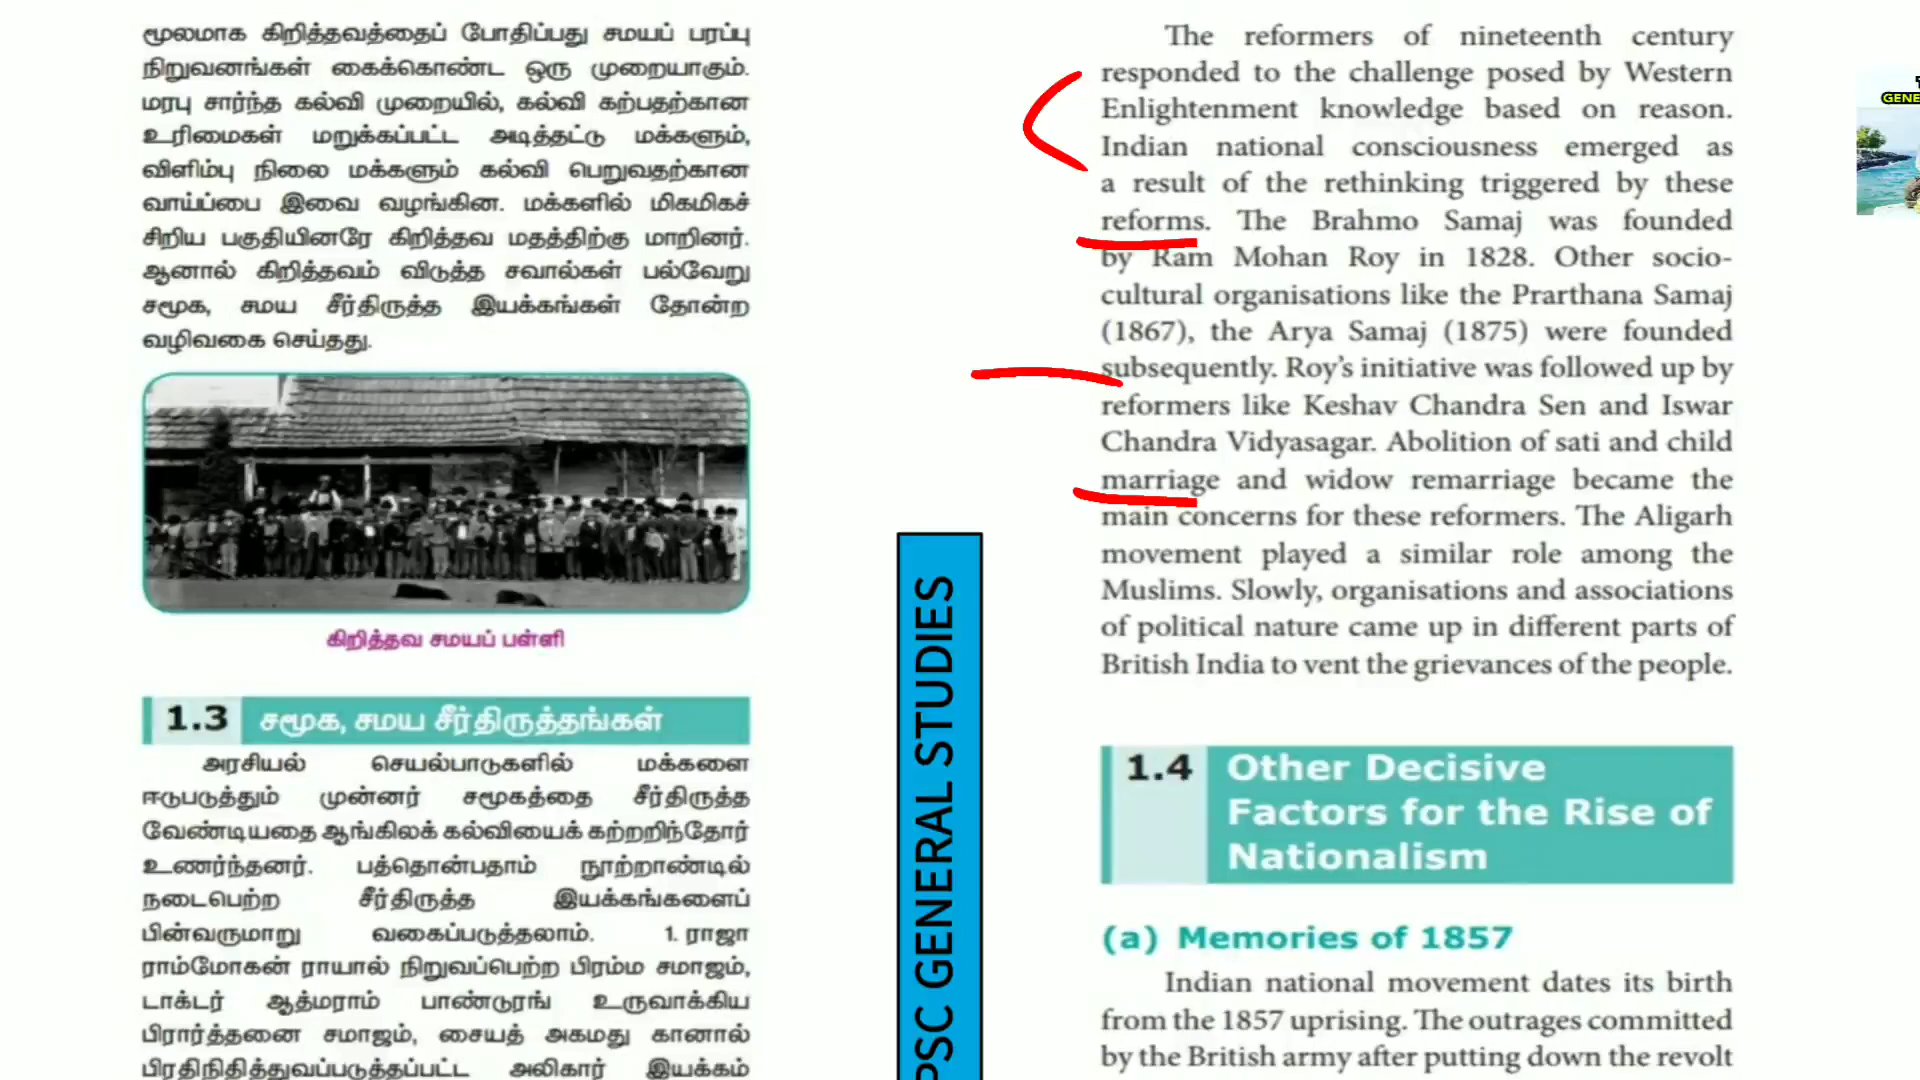 மூலமாக கிறித்தவத்தைப் போதிப்பது சமயப் பரப்பு
நிறுவனங்கள் கைக்கொண்ட ஒரு முறையாகும்.
மரபு சார்ந்த கல்வி முறையில், கல்வி கற்பதற்கான
உரிமைகள் மறுக்கப்பட்ட அடித்தட்டு மக்களும்,
விளிம்பு நிலை மக்களும் கல்வி பெறுவதற்கான
வாய்ப்பை இவை வழங்கின. மக்களில் மிகமிகச்
சிறிய பகுதியினரே கிறித்தவ மதத்திற்கு மாறினர்.
ஆனால் கிறித்தவம் விடுத்த சவால்கள் பல்வேறு
சமூக, சமய சீர்திருத்த இயக்கங்கள் தோன்ற
வழிவகை செய்தது.
கிறித்தவ சமயப் பள்ளி
1.3 சமூக, சமய சீர்திருத்தங்கள்
அரசியல் செயல்பாடுகளில் மக்களை
ஈடுபடுத்தும் முன்னர் சமூகத்தை சீர்திருத்த
வேண்டியதை ஆங்கிலக் கல்வியைக் கற்றறிந்தோர்
உணர்ந்தனர். பத்தொன்பதாம் நூற்றாண்டில்
நடைபெற்ற சீர்திருத்த இயக்கங்களைப்
பின்வருமாறு வகைப்படுத்தலாம். 1. ராஜா
ராம்மோகன் ராயால் நிறுவப்பெற்ற பிரம்ம சமாஜம்,
டாக்டர் ஆத்மராம் பாண்டுரங் உருவாக்கிய
பிரார்த்தனை சமாஜம், சையத் அகமது கானால்
பிரதிநிதித்துவப்படுத்தப்பட்ட அலிகார் இயக்கம்
PSC GENERAL STUDIES
The reformers of nineteenth century
responded to the challenge posed by Western
Enlightenment knowledge based on reason.
Indian national consciousness emerged as
a result of the rethinking triggered by these
reforms. The Brahmo Samaj was founded
by Ram Mohan Roy in 1828. Other socio-
cultural organisations like the Prarthana Samaj
(1867), the Arya Samaj (1875) were founded
subsequently. Roy’s initiative was followed up by
reformers like Keshav Chandra Sen and Iswar
Chandra Vidyasagar. Abolition of sati and child
marriage and widow remarriage became the
main concerns for these reformers. The Aligarh
movement played a similar role among the
Muslims. Slowly, organisations and associations
of political nature came up in different parts of
British India to vent the grievances of the people.
1.4 Other Decisive
Factors for the Rise of
Nationalism
(a) Memories of 1857
Indian national movement dates its birth
from the 1857 uprising. The outrages committed
by the British army after putting down the revolt
GENE